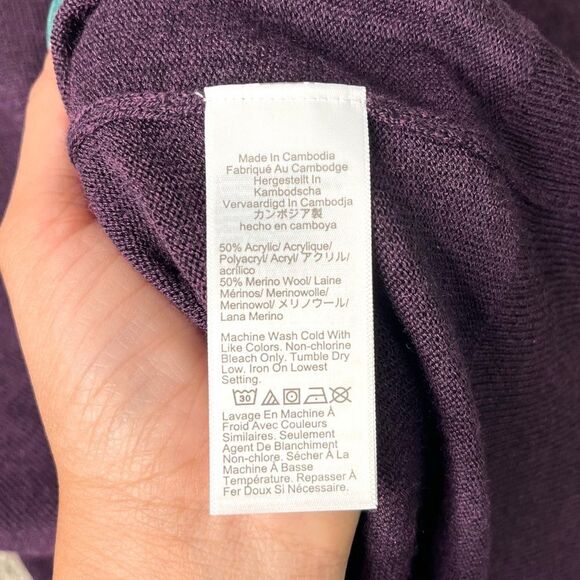 Made In Cambodia
Fabriqué Au Cambodge
Hergestellt In
Kambodscha
Vervaardigd In Cambodja
カンボジア製
hecho en camboya
50% Acrylic/ Acrylique/
Polyacryl/ Acryl/ アクリル/
acrílico
50% Merino Wool/ Laine
Mérinos/ Merinowolle/
Merinowol/ メリノウール/
Lana Merino
Machine Wash Cold With
Like Colors. Non-chlorine
Bleach Only. Tumble Dry
Low. Iron On Lowest
Setting.
30
Lavage En Machine À
Froid Avec Couleurs
Similaires. Seulement
Agent De Blanchiment
Non-chlore. Sécher À La
Machine À Basse
Température. Repasser À
Fer Doux Si Nécessaire.